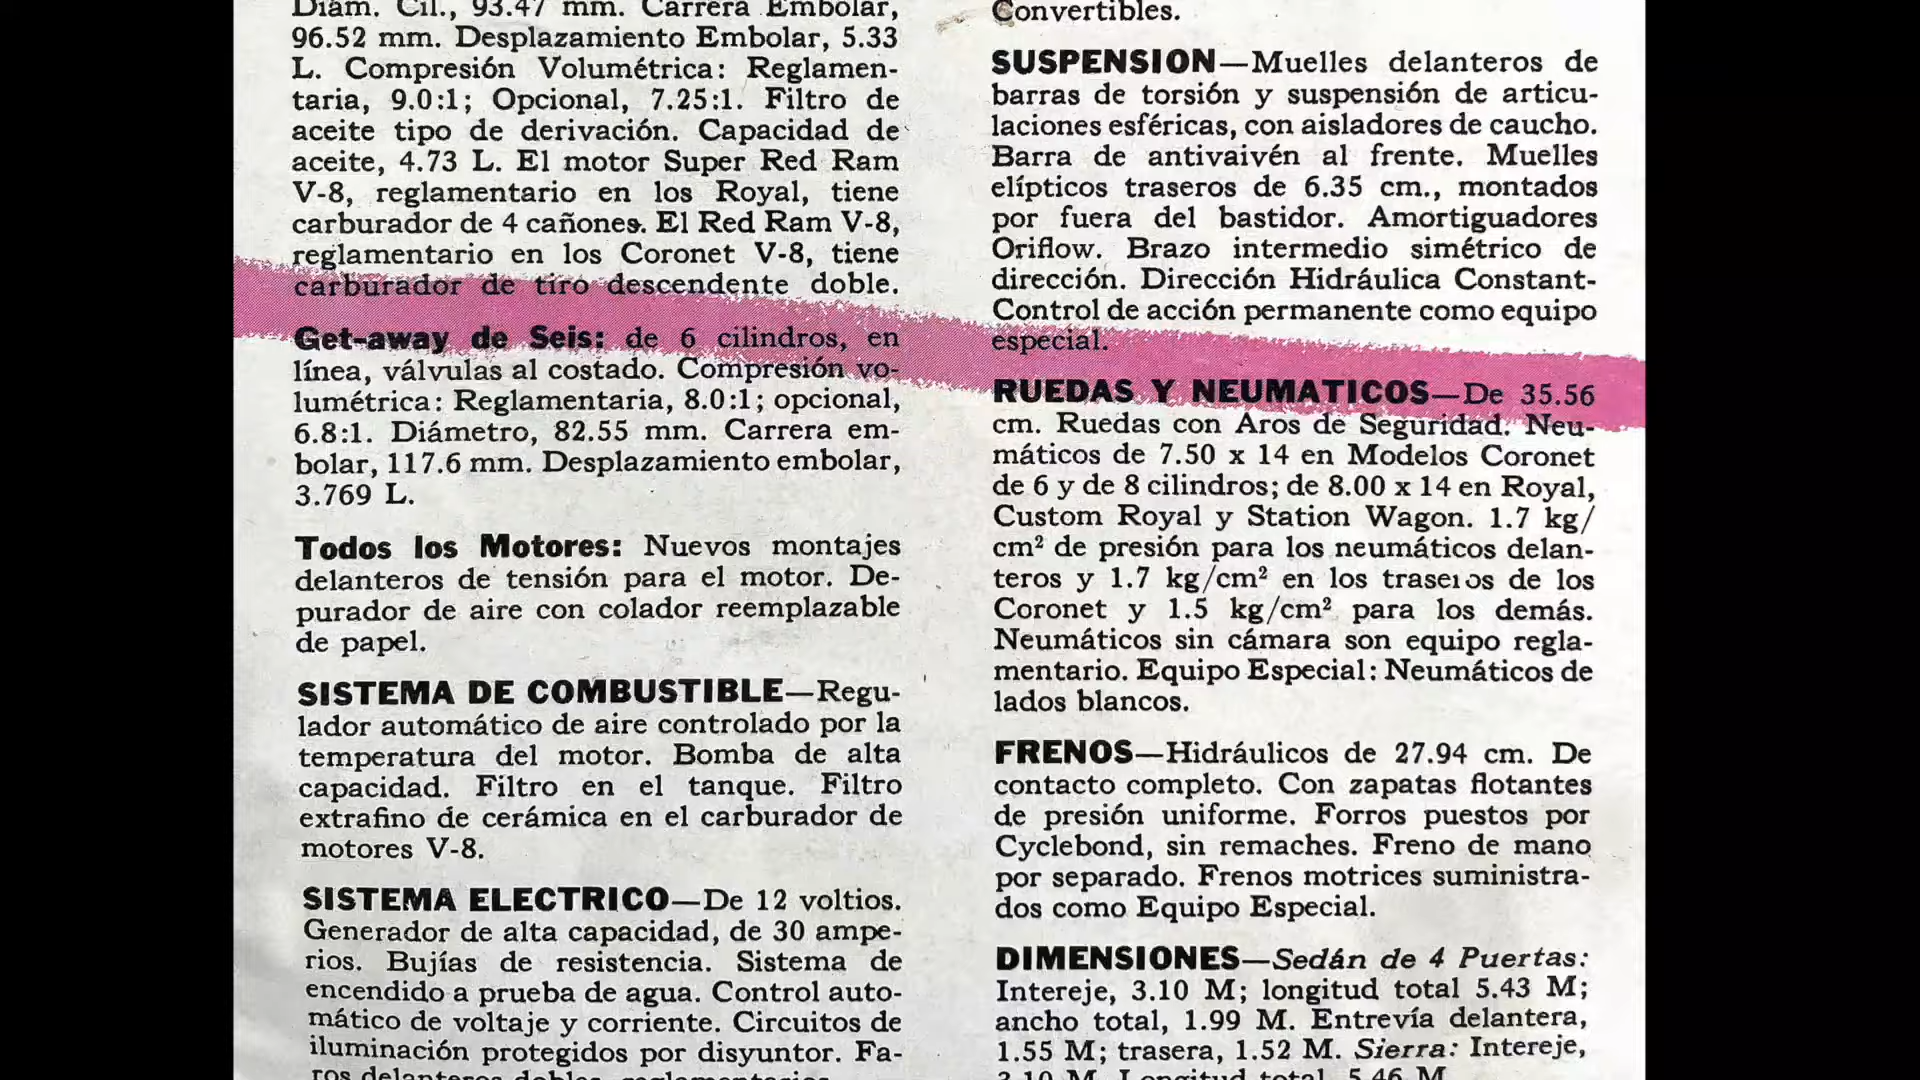 Diám. Cil., 93.47 mm. Carrera Embolar,
96.52 mm. Desplazamiento Embolar, 5.33
L. Compresión Volumétrica: Reglamen-
taria, 9.0:1; Opcional, 7.25:1. Filtro de
aceite tipo de derivación. Capacidad de
aceite, 4.73 L. El motor Super Red Ram
V-8, reglamentario en los Royal, tiene
carburador de 4 cañones. El Red Ram V-8,
reglamentario en los Coronet V-8, tiene
carburador de tiro descendente doble.
Get-away de Seis: de 6 cilindros, en
línea, válvulas al costado. Compresión vo-
lumétrica: Reglamentaria, 8.0:1; opcional,
6.8:1. Diámetro, 82.55 mm. Carrera em-
bolar, 117.6 mm. Desplazamiento embolar,
3.769 L.
Todos los Motores: Nuevos montajes
delanteros de tensión para el motor. De-
purador de aire con colador reemplazable
de papel.
SISTEMA DE COMBUSTIBLE—Regu-
lador automático de aire controlado por la
temperatura del motor. Bomba de alta
capacidad. Filtro en el tanque. Filtro
extrafino de cerámica en el carburador de
motores V-8.
SISTEMA ELECTRICO—De 12 voltios.
Generador de alta capacidad, de 30 ampe-
rios. Bujías de resistencia. Sistema de
encendido a prueba de agua. Control auto-
mático de voltaje y corriente. Circuitos de
iluminación protegidos por disyuntor. Fa-
ros delanteros dobles, reglamentarios.
Convertibles.
SUSPENSION—Muelles delanteros de
barras de torsión y suspensión de articu-
laciones esféricas, con aisladores de caucho.
Barra de antivaivén al frente. Muelles
elípticos traseros de 6.35 cm., montados
por fuera del bastidor. Amortiguadores
Oriflow. Brazo intermedio simétrico de
dirección. Dirección Hidráulica Constant-
Control de acción permanente como equipo
especial.
RUEDAS Y NEUMATICOS—De 35.56
cm. Ruedas con Aros de Seguridad. Neu-
máticos de 7.50 x 14 en Modelos Coronet
de 6 y de 8 cilindros; de 8.00 x 14 en Royal,
Custom Royal y Station Wagon. 1.7 kg/
cm² de presión para los neumáticos delan-
teros y 1.7 kg/cm² en los traseros de los
Coronet y 1.5 kg/cm² para los demás.
Neumáticos sin cámara son equipo regla-
mentario. Equipo Especial: Neumáticos de
lados blancos.
FRENOS—Hidráulicos de 27.94 cm. De
contacto completo. Con zapatas flotantes
de presión uniforme. Forros puestos por
Cyclebond, sin remaches. Freno de mano
por separado. Frenos motrices suministra-
dos como Equipo Especial.
DIMENSIONES—Sedán de 4 Puertas:
Intereje, 3.10 M; longitud total 5.43 M;
ancho total, 1.99 M. Entrevía delantera,
1.55 M; trasera, 1.52 M. Sierra: Intereje,
3.10 M. Longitud total, 5.46 M.